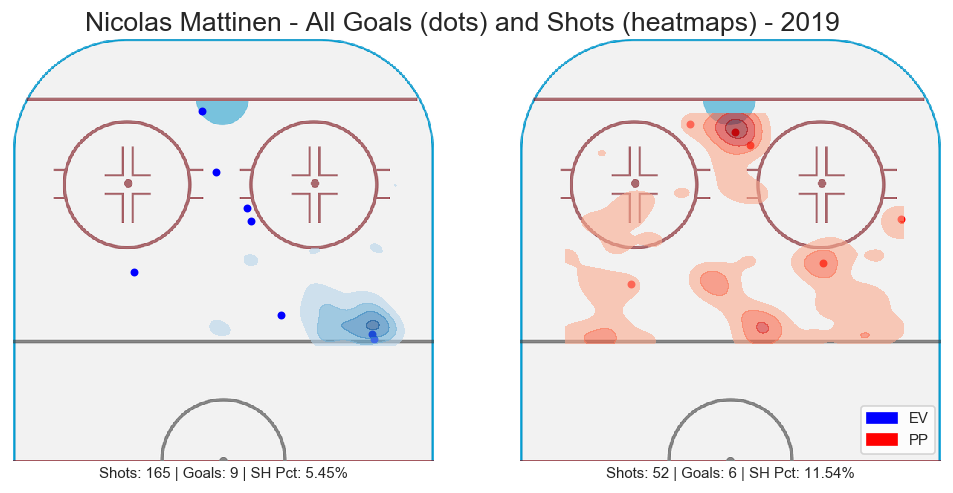 Nicolas Mattinen - All Goals (dots) and Shots (heatmaps) - 2019
EV
PP
Shots: 165 | Goals: 9 | SH Pct: 5.45%
Shots: 52 | Goals: 6 | SH Pct: 11.54%